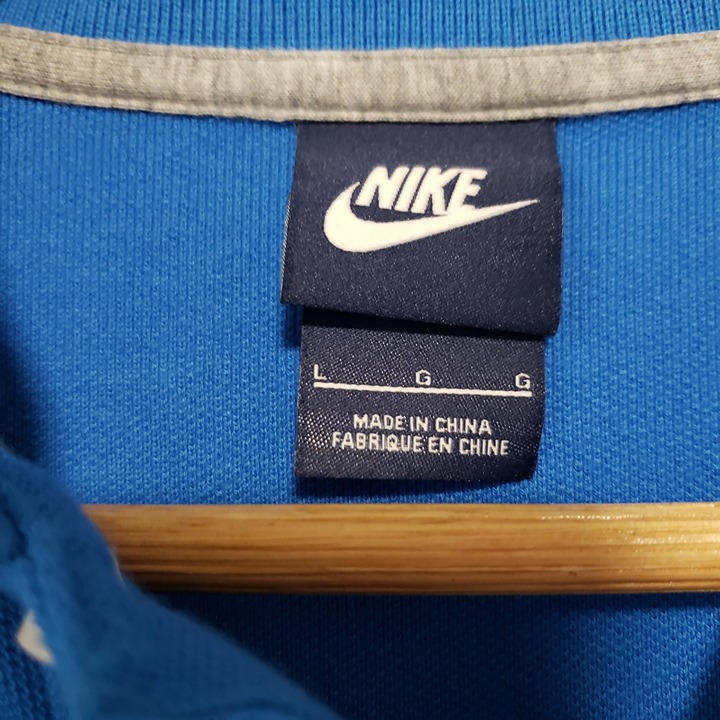 NIKE
L G G
MADE IN CHINA
FABRIQUE EN CHINE